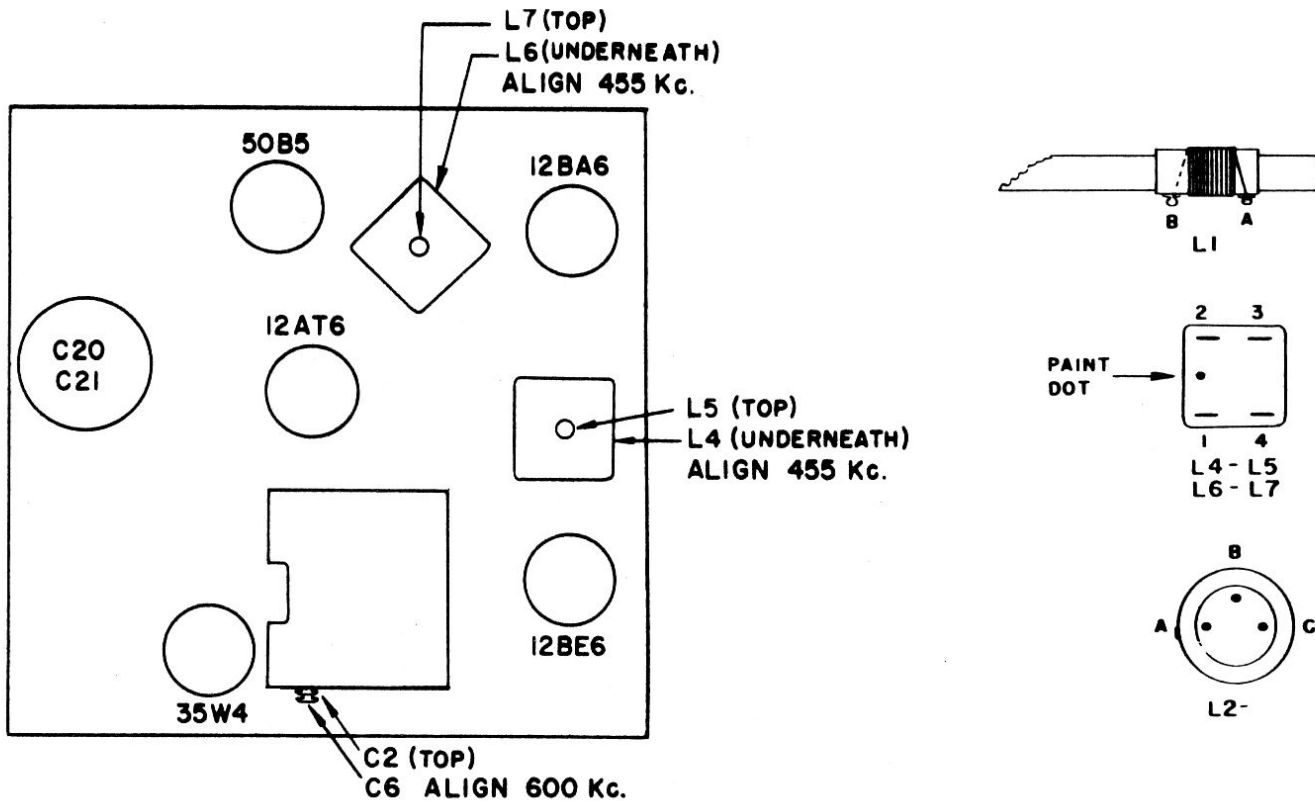 L7 (TOP)
L6 (UNDERNEATH)
ALIGN 455 Kc.
50B5
12BA6
12AT6
C20
C21
L5 (TOP)
L4 (UNDERNEATH)
ALIGN 455 Kc.
12BE6
35W4
C2 (TOP)
C6 ALIGN 600 Kc.
B
A
L1
2
3
PAINT
DOT
1
4
L4 - L5
L6 - L7
B
A
C
L2-